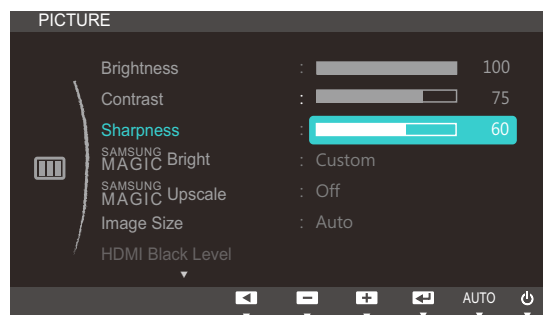 PICTURE
Brightness : 100
Contrast : 75
Sharpness : 60
SAMSUNG MAGIC Bright : Custom
SAMSUNG MAGIC Upscale : Off
Image Size : Auto
HDMI Black Level
AUTO